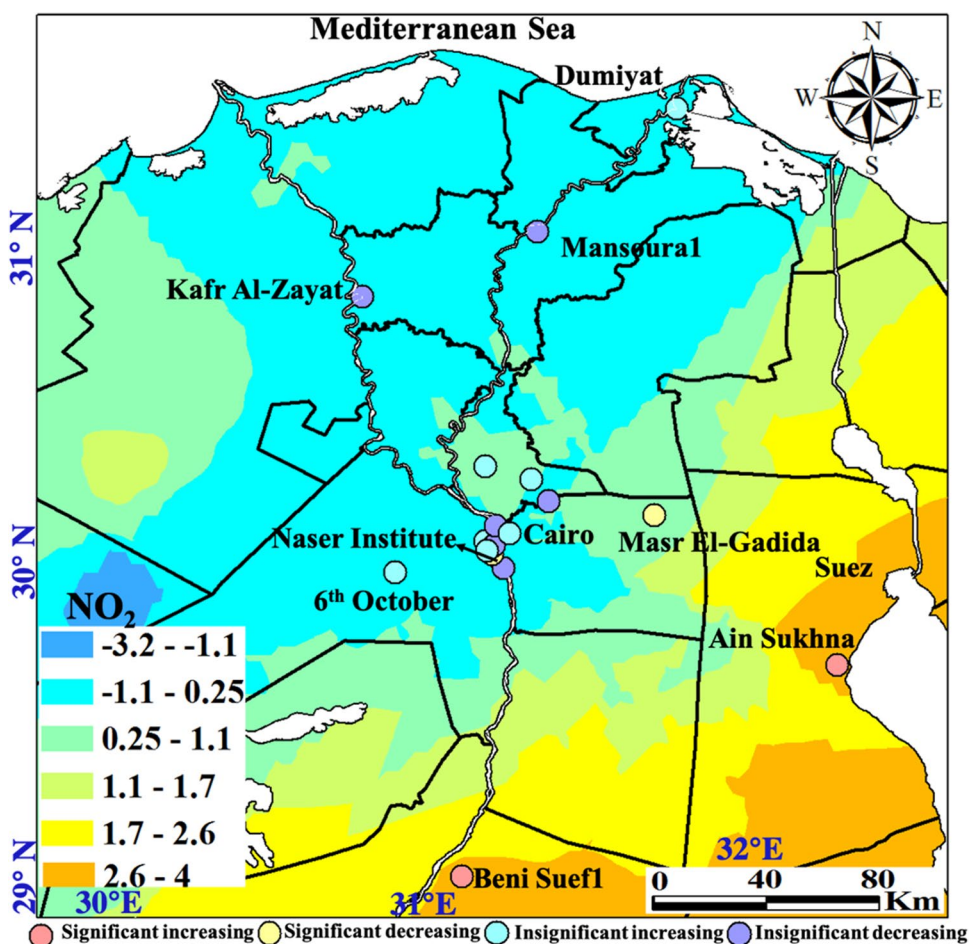 Mediterranean Sea
N
Dumiyat
W
E
S
31° N
Mansoura1
Kafr Al-Zayat
Naser Institute
Cairo
Masr El-Gadida
30° N
6th October
Suez
NO2
Ain Sukhna
-3.2 - -1.1
-1.1 - 0.25
0.25 - 1.1
1.1 - 1.7
1.7 - 2.6
2.6 - 4
32°E
29° N
Beni Suef1
0 40 80
Km
30°E
31°E
Significant increasing
Significant decreasing
Insignificant increasing
Insignificant decreasing